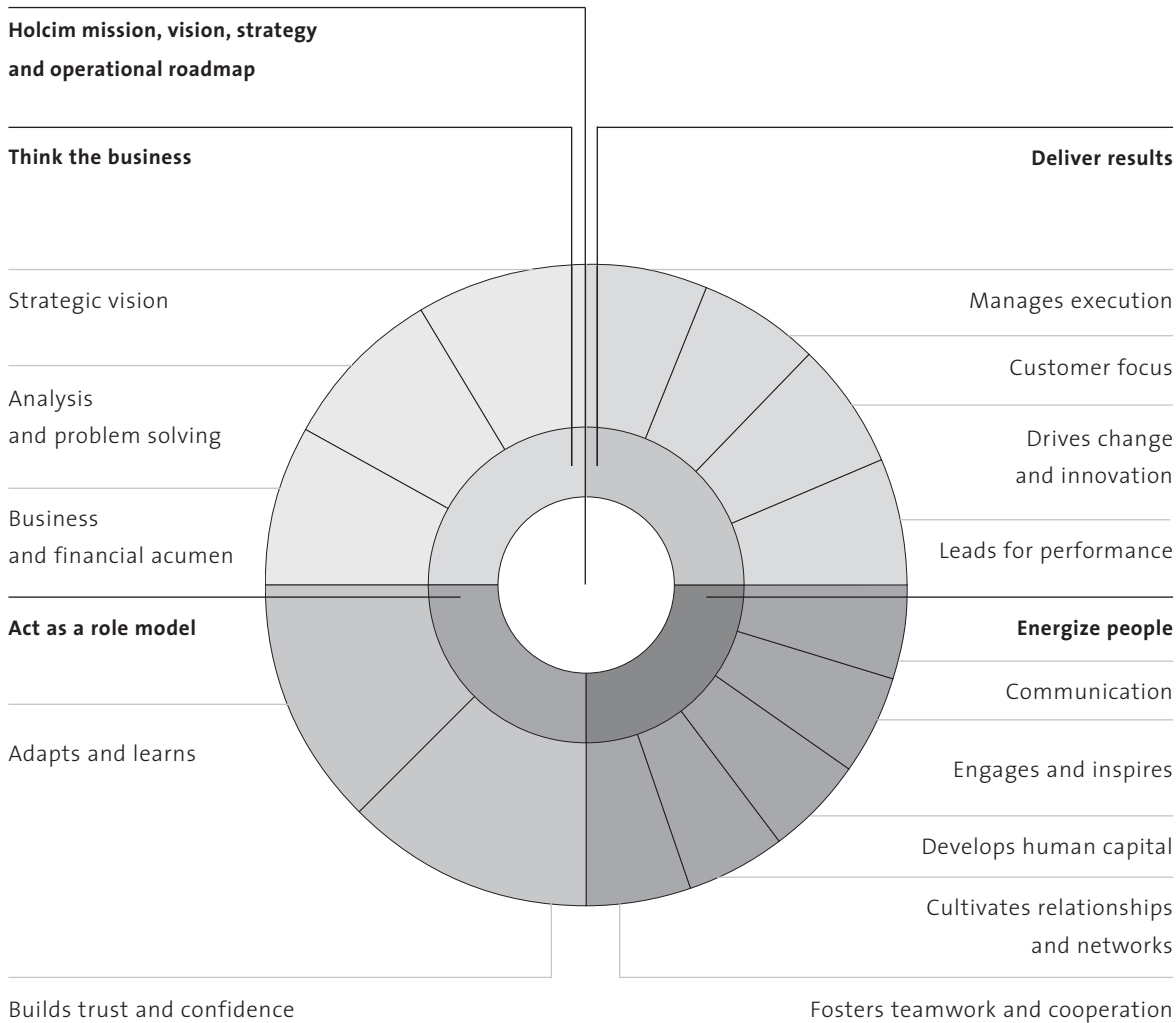 Holcim mission, vision, strategy
and operational roadmap
Think the business
Deliver results
Strategic vision
Manages execution
Customer focus
Analysis
and problem solving
Drives change
and innovation
Business
and financial acumen
Leads for performance
Act as a role model
Energize people
Communication
Adapts and learns
Engages and inspires
Develops human capital
Cultivates relationships
and networks
Builds trust and confidence
Fosters teamwork and cooperation